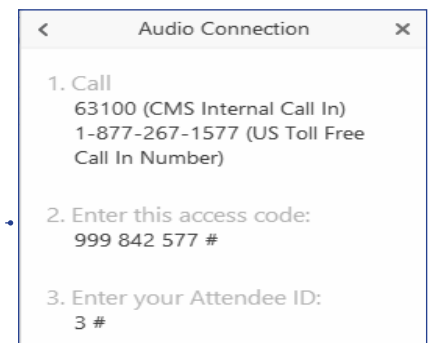 Audio Connection
1. Call
63100 (CMS Internal Call In)
1-877-267-1577 (US Toll Free
Call In Number)
2. Enter this access code:
999 842 577 #
3. Enter your Attendee ID:
3 #